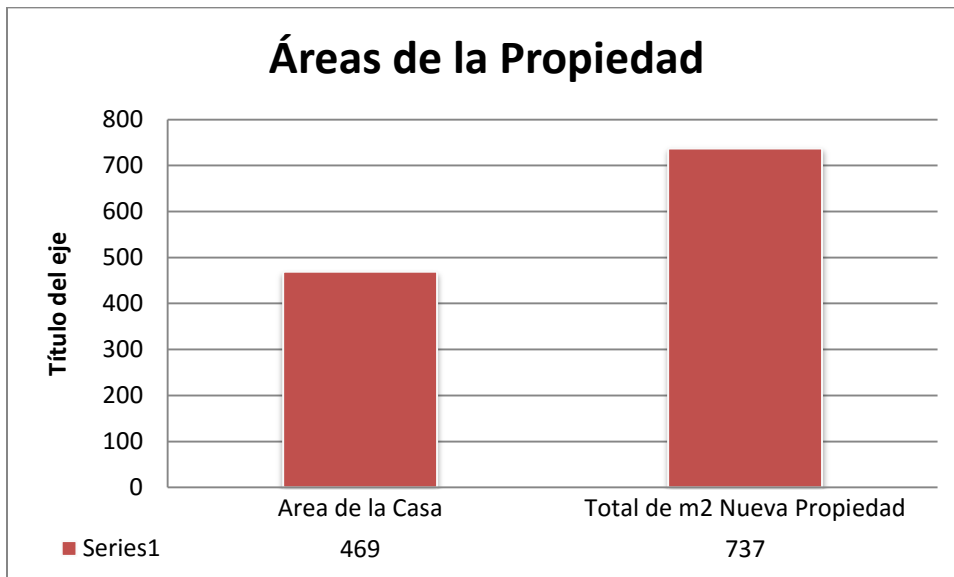 Áreas de la Propiedad
800
700
600
500
400
300
200
100
0
Título del eje
Area de la Casa
Total de m2 Nueva Propiedad
Series1 469 737